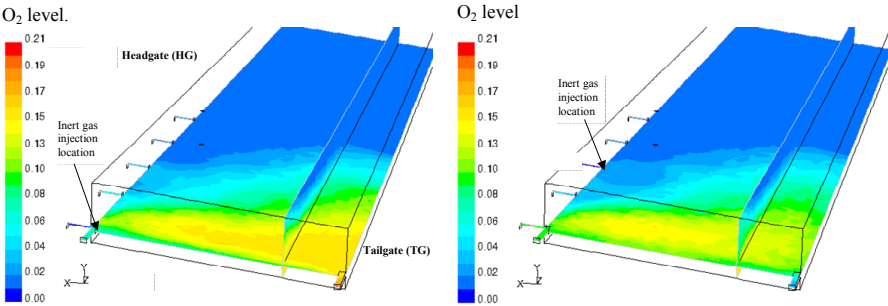 O₂ level.
0.21
0.19
0.17
0.15
0.13
0.10
0.08
0.06
0.04
0.02
0.00
Headgate (HG)
Inert gas
injection
location
Tailgate (TG)
Y
X
Z
O₂ level.
0.21
0.19
0.17
0.15
0.13
0.10
0.08
0.06
0.04
0.02
0.00
Inert gas
injection
location
Y
X
Z